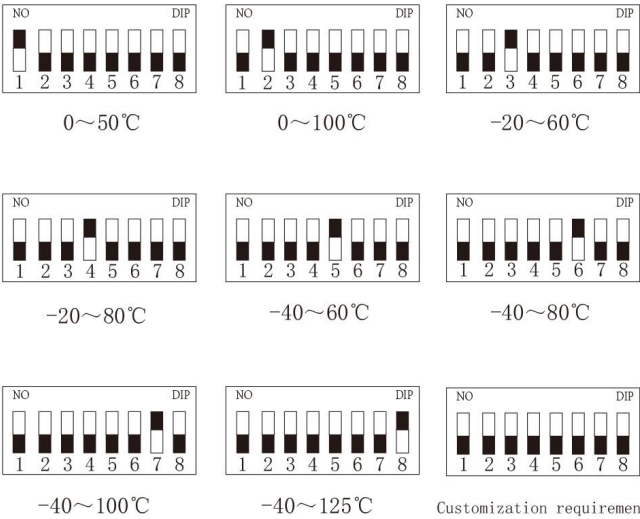 NO DIP NO DIP NO DIP
1 2 3 4 5 6 7 8 1 2 3 4 5 6 7 8 1 2 3 4 5 6 7 8
0～50℃ 0～100℃ -20～60℃
NO DIP NO DIP NO DIP
1 2 3 4 5 6 7 8 1 2 3 4 5 6 7 8 1 2 3 4 5 6 7 8
-20～80℃ -40～60℃ -40～80℃
NO DIP NO DIP NO DIP
1 2 3 4 5 6 7 8 1 2 3 4 5 6 7 8 1 2 3 4 5 6 7 8
-40～100℃ -40～125℃ Customization requiremen